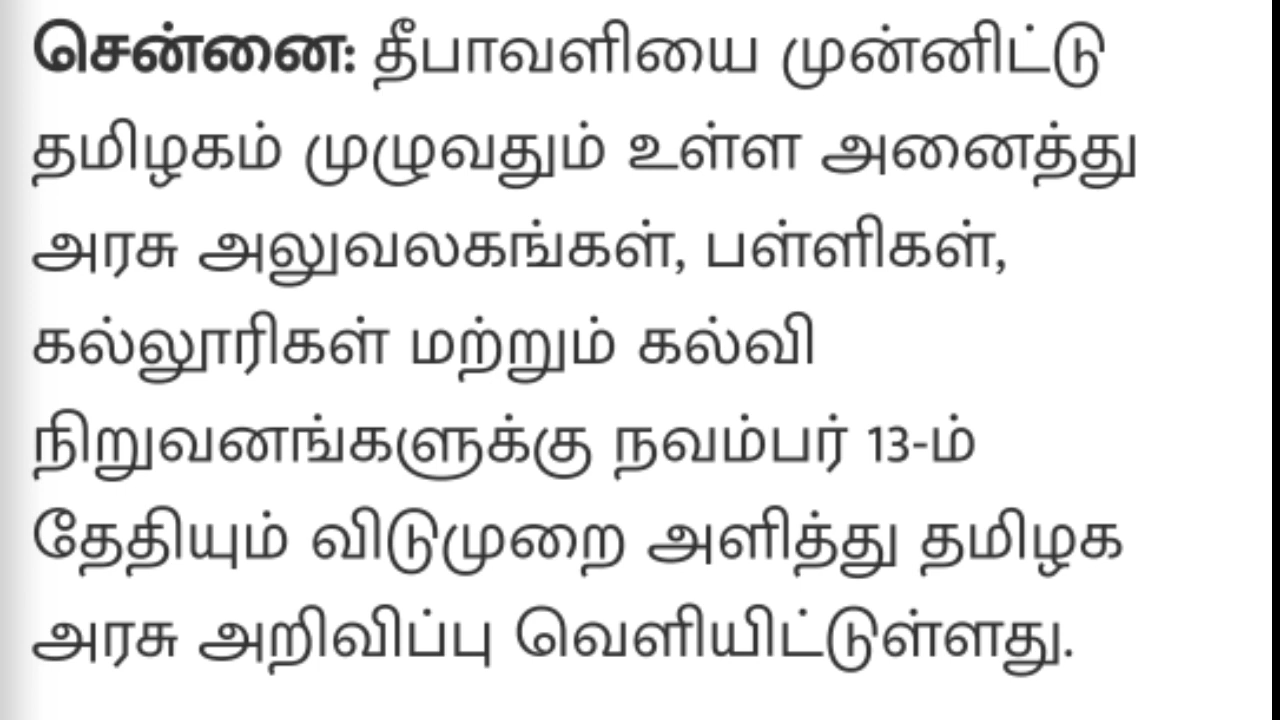 சென்னை: தீபாவளியை முன்னிட்டு
தமிழகம் முழுவதும் உள்ள அனைத்து
அரசு அலுவலகங்கள், பள்ளிகள்,
கல்லூரிகள் மற்றும் கல்வி
நிறுவனங்களுக்கு நவம்பர் 13-ம்
தேதியும் விடுமுறை அளித்து தமிழக
அரசு அறிவிப்பு வெளியிட்டுள்ளது.